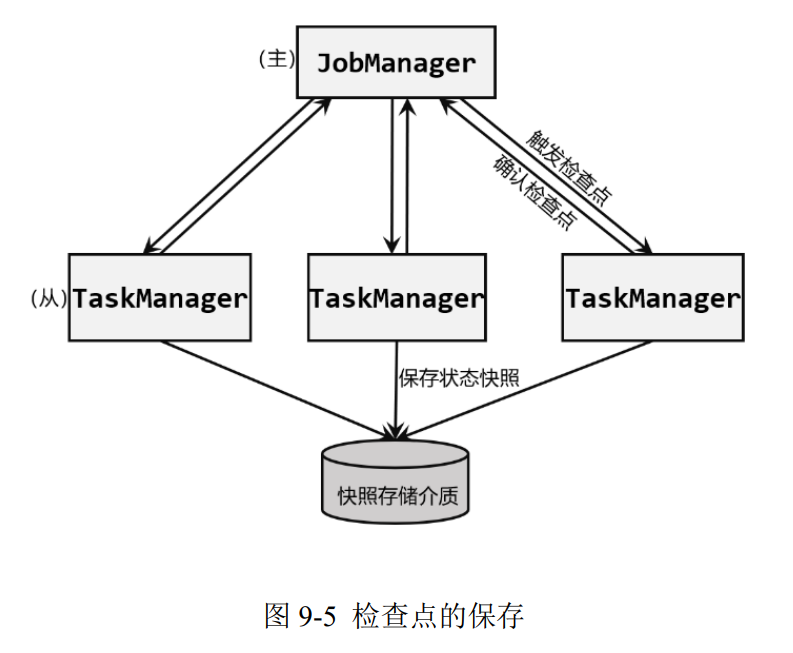 (主)
JobManager
触发检查点
确认检查点
(从)
TaskManager
TaskManager
TaskManager
保存状态快照
快照存储介质
图 9-5 检查点的保存